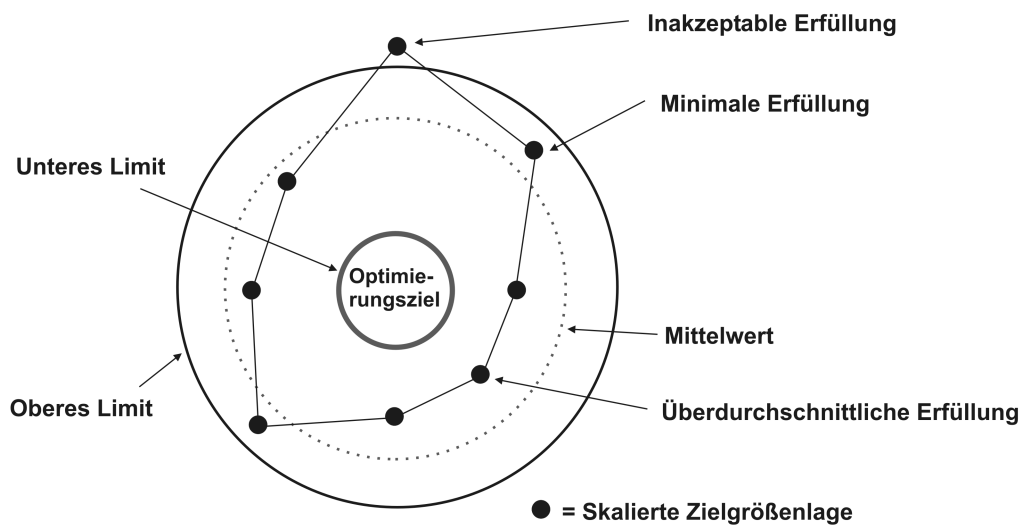 Inakzeptable Erfüllung
Minimale Erfüllung
Unteres Limit
Optimie-
rungsziel
Mittelwert
Oberes Limit
Überdurchschnittliche Erfüllung
= Skalierte Zielgrößenlage